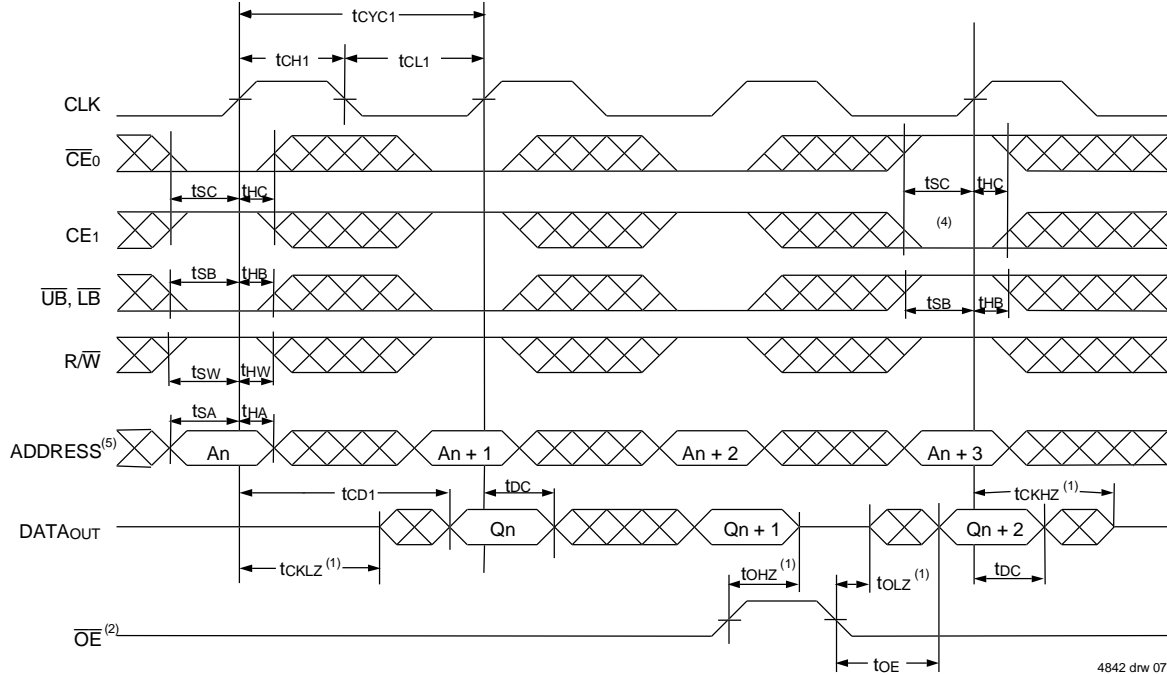 tCYC1
tCH1 tCL1
CLK
CE0
tSC tHC tSC tHC
CE1 (4)
tSB tHB
UB, LB
tSB tHB
R/W
tSW tHW
tSA tHA
ADDRESS(5) An An + 1 An + 2 An + 3
tCD1 tDC tCKHZ (1)
DATAOUT Qn Qn + 1 Qn + 2
tCKLZ (1) tOHZ (1) tOLZ (1) tDC
OE (2)
tOE
4842 drw 07